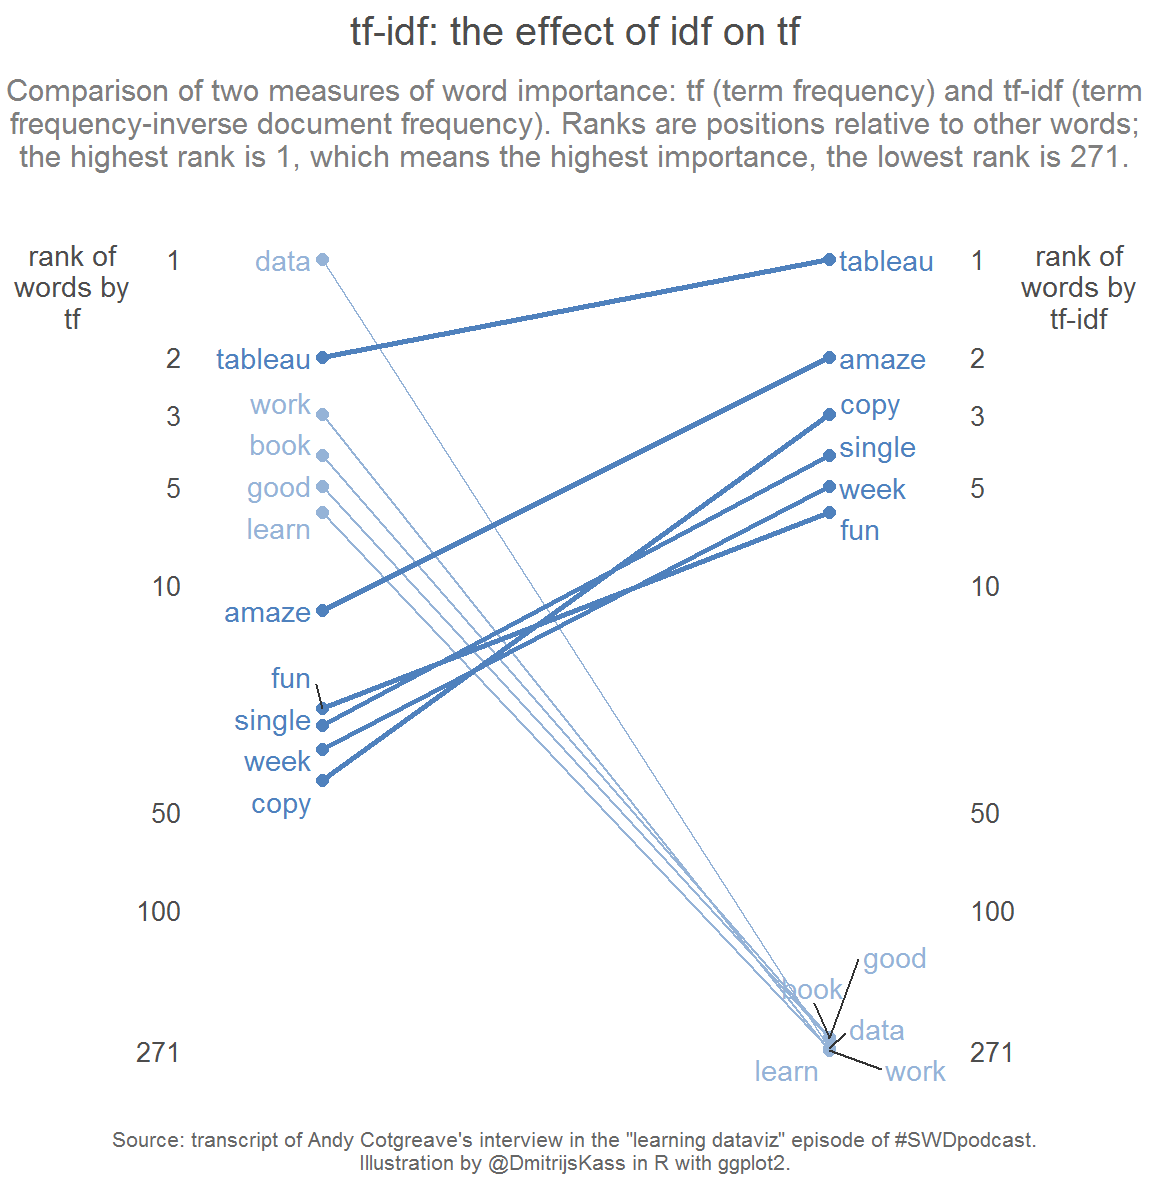 tf-idf: the effect of idf on tf
Comparison of two measures of word importance: tf (term frequency) and tf-idf (term
frequency-inverse document frequency). Ranks are positions relative to other words;
the highest rank is 1, which means the highest importance, the lowest rank is 271.
rank of
words by
tf
1
2
3
5
10
50
100
271
data
tableau
work
book
good
learn
amaze
fun
single
week
copy
tableau
amaze
copy
single
week
fun
good
book
data
learn
work
1
2
3
5
10
50
100
271
rank of
words by
tf-idf
Source: transcript of Andy Cotgreave's interview in the "learning dataviz" episode of #SWDpodcast.
Illustration by @DmitrijsKass in R with ggplot2.